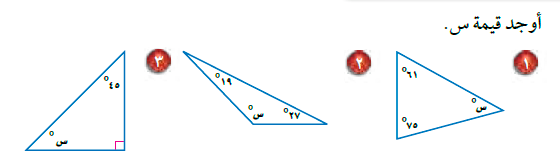 أوجد قيمة س.
١ ٦١° س° ٧٥°
٢ ١٩° س° ٢٧°
٣ ٤٥° س°